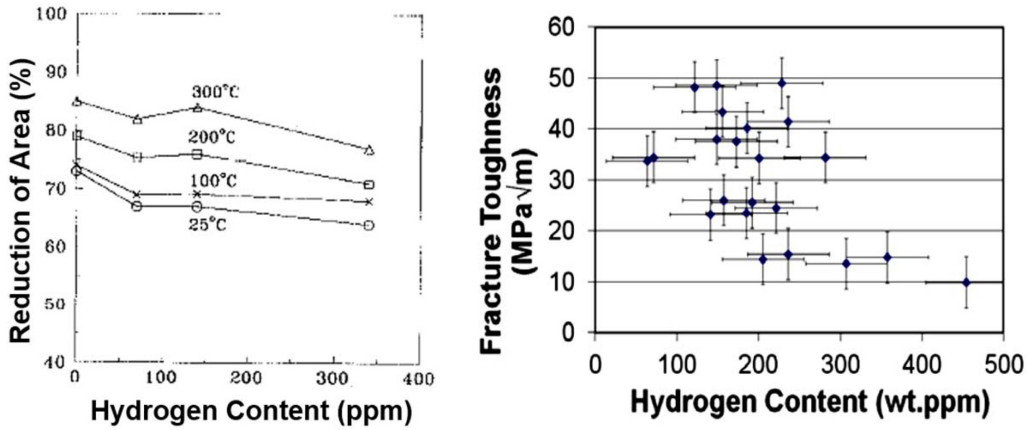 100
90
80
70
60
50
40
0
100
200
300
400
Reduction of Area (%)
Hydrogen Content (ppm)
300°C
200°C
100°C
25°C
60
50
40
30
20
10
0
0
100
200
300
400
500
Fracture Toughness
(MPa√m)
Hydrogen Content (wt.ppm)